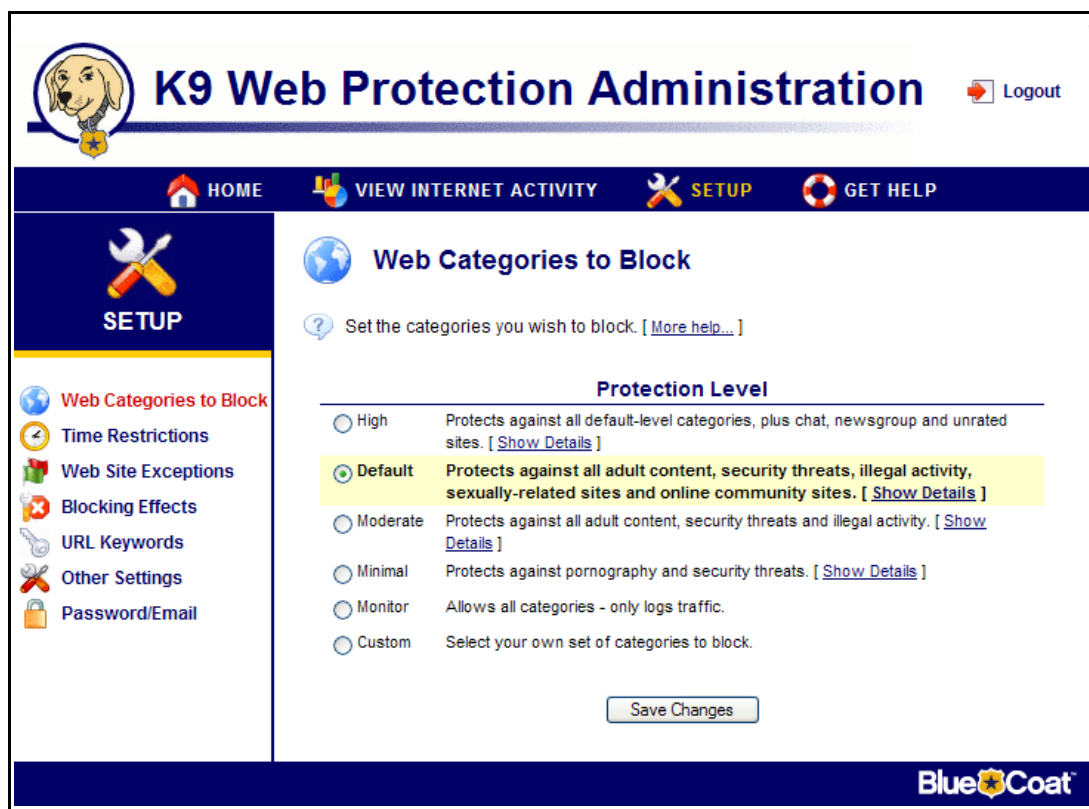 K9 Web Protection Administration
Logout
HOME
VIEW INTERNET ACTIVITY
SETUP
GET HELP
SETUP
Web Categories to Block
Time Restrictions
Web Site Exceptions
Blocking Effects
URL Keywords
Other Settings
Password/Email
Web Categories to Block
Set the categories you wish to block. [ More help... ]
Protection Level
High
Protects against all default-level categories, plus chat, newsgroup and unrated
sites. [ Show Details ]
Default
Protects against all adult content, security threats, illegal activity,
sexually-related sites and online community sites. [ Show Details ]
Moderate
Protects against all adult content, security threats and illegal activity. [ Show
Details ]
Minimal
Protects against pornography and security threats. [ Show Details ]
Monitor
Allows all categories - only logs traffic.
Custom
Select your own set of categories to block.
Save Changes
Blue Coat™